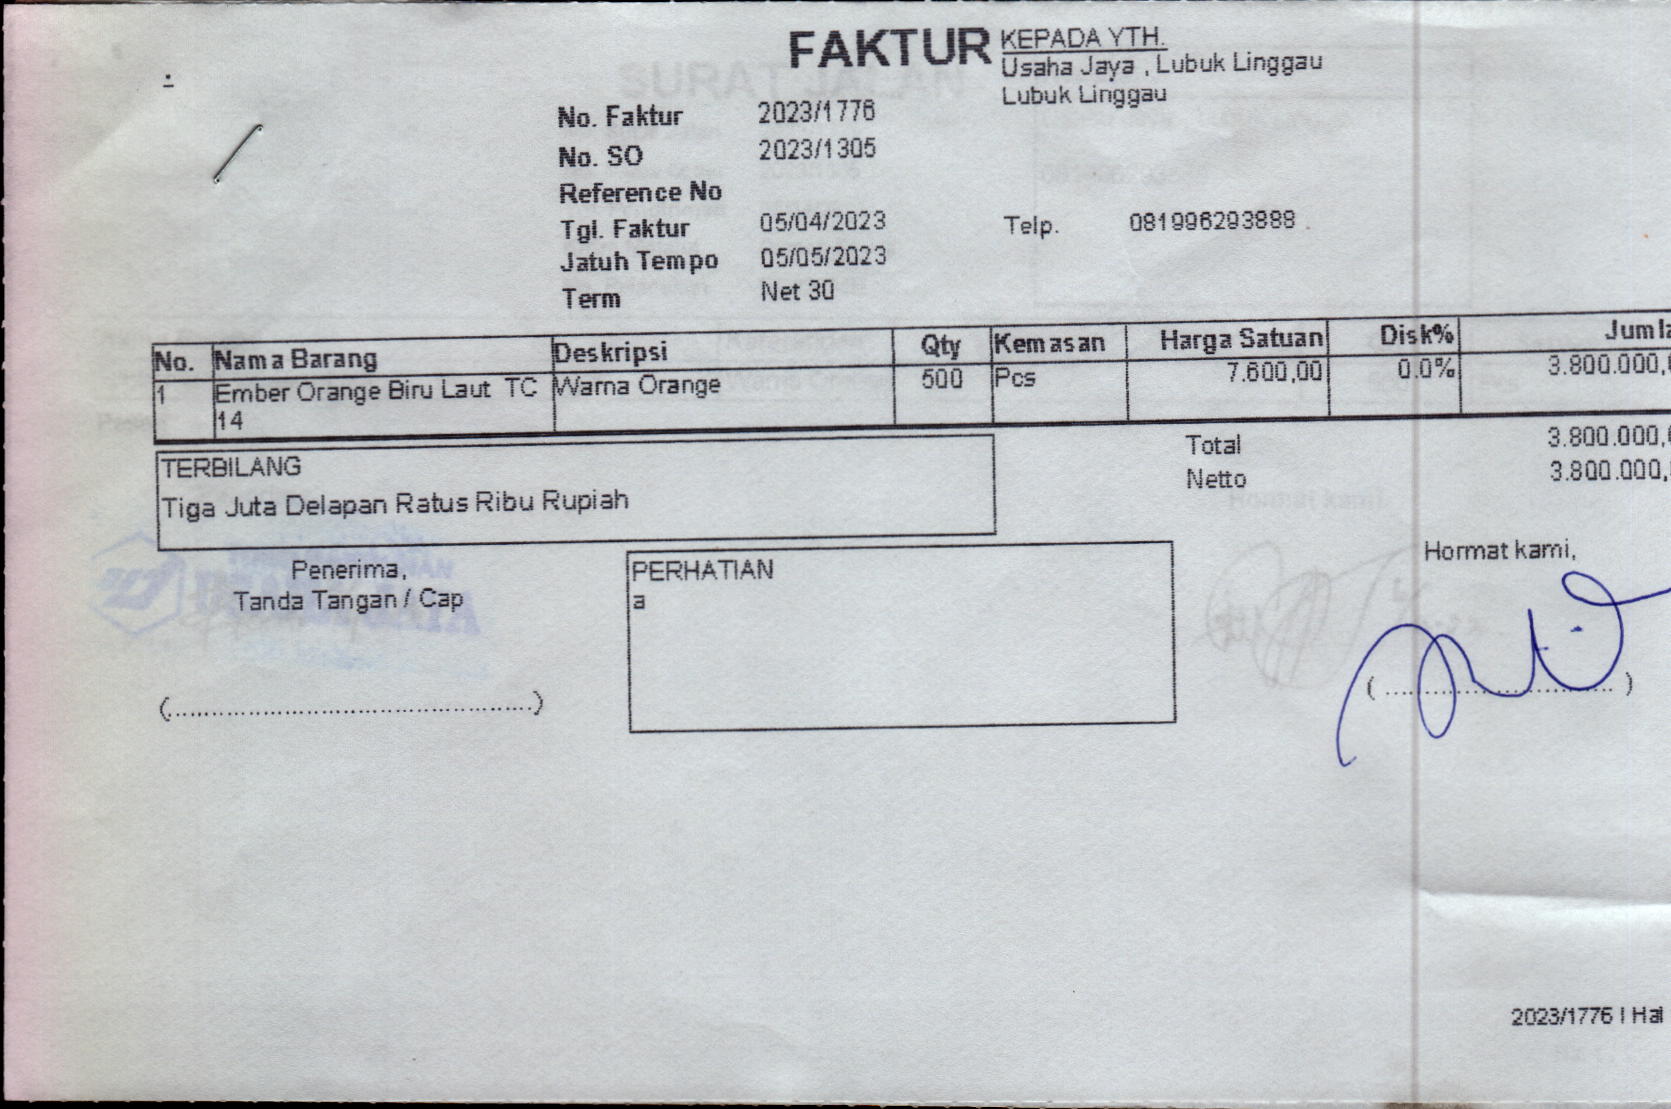 FAKTUR
KEPADA YTH.
Usaha Jaya , Lubuk Linggau
Lubuk Linggau
No. Faktur 2023/1776
No. SO 2023/1305
Reference No
Tgl. Faktur 05/04/2023 Telp. 081996293888 .
Jatuh Tempo 05/05/2023
Term Net 30
No. Nama Barang Deskripsi Qty Kemasan Harga Satuan Disk%
1 Ember Orange Biru Laut TC Warna Orange 500 Pcs 7.600,00 0.0% 3.800.000,
14
Total 3.800.000,
Netto 3.800.000,
TERBILANG
Tiga Juta Delapan Ratus Ribu Rupiah
Penerima,
Tanda Tangan / Cap
(..............................................)
PERHATIAN
a
Hormat kami,
(..............................)
2023/1776 | Hal